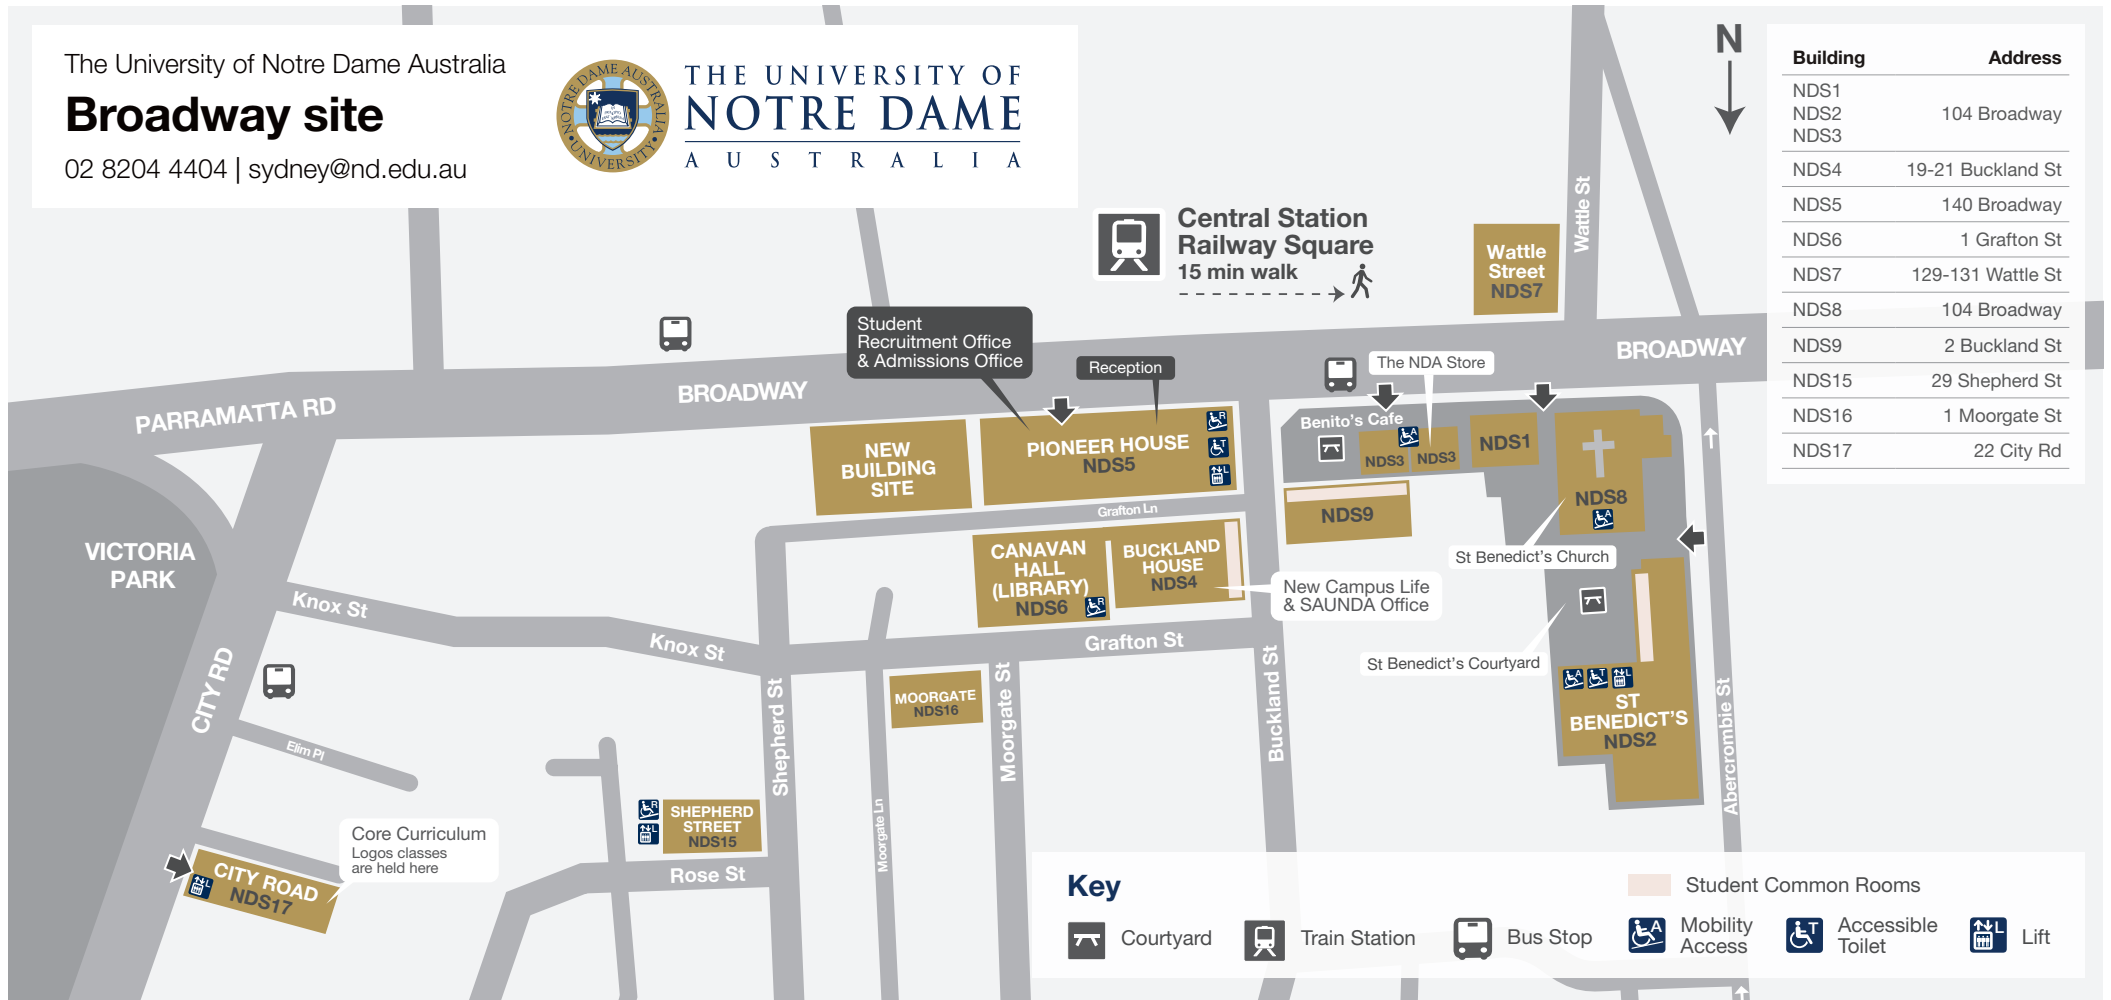 The University of Notre Dame Australia
Broadway site
02 8204 4404 | sydney@nd.edu.au
NOTRE DAME AUSTRALIA
• UNIVERSITY •
THE UNIVERSITY OF
NOTRE DAME
AUSTRALIA
N
Building Address
NDS1
NDS2 104 Broadway
NDS3
NDS4 19-21 Buckland St
NDS5 140 Broadway
NDS6 1 Grafton St
NDS7 129-131 Wattle St
NDS8 104 Broadway
NDS9 2 Buckland St
NDS15 29 Shepherd St
NDS16 1 Moorgate St
NDS17 22 City Rd
Central Station
Railway Square
15 min walk
Wattle St
Wattle
Street
NDS7
Student
Recruitment Office
& Admissions Office
Reception
The NDA Store
BROADWAY
BROADWAY
PARRAMATTA RD
Benito's Cafe
NEW
BUILDING
SITE
PIONEER HOUSE
NDS5
R
T
L
A
NDS3
NDS3
NDS1
NDS8
A
St Benedict's Church
NDS9
Grafton Ln
CANAVAN
HALL
(LIBRARY)
NDS6
R
BUCKLAND
HOUSE
NDS4
New Campus Life
& SAUNDA Office
VICTORIA
PARK
Knox St
Knox St
Grafton St
St Benedict's Courtyard
A
T
L
ST
BENEDICT'S
NDS2
CITY RD
Elim Pl
Shepherd St
MOORGATE
NDS16
Moorgate St
Moorgate Ln
Buckland St
Abercrombie St
R
L
SHEPHERD
STREET
NDS15
Rose St
Core Curriculum
Logos classes
are held here
CITY ROAD
NDS17
L
Key
Student Common Rooms
Courtyard
Train Station
Bus Stop
A
Mobility
Access
T
Accessible
Toilet
L
Lift